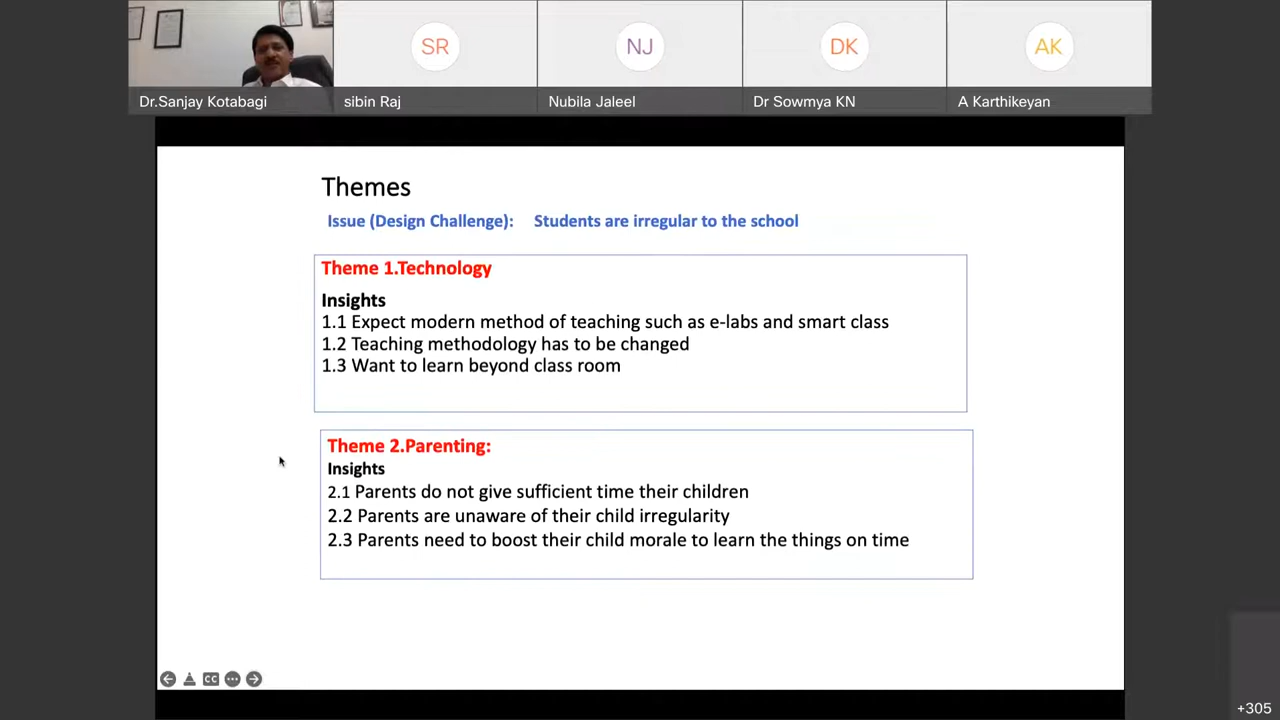 SR
NJ
DK
AK
Dr.Sanjay Kotabagi
sibin Raj
Nubila Jaleel
Dr Sowmya KN
A Karthikeyan
Themes
Issue (Design Challenge): Students are irregular to the school
Theme 1.Technology
Insights
1.1 Expect modern method of teaching such as e-labs and smart class
1.2 Teaching methodology has to be changed
1.3 Want to learn beyond class room
Theme 2.Parenting:
Insights
2.1 Parents do not give sufficient time their children
2.2 Parents are unaware of their child irregularity
2.3 Parents need to boost their child morale to learn the things on time
CC
+305